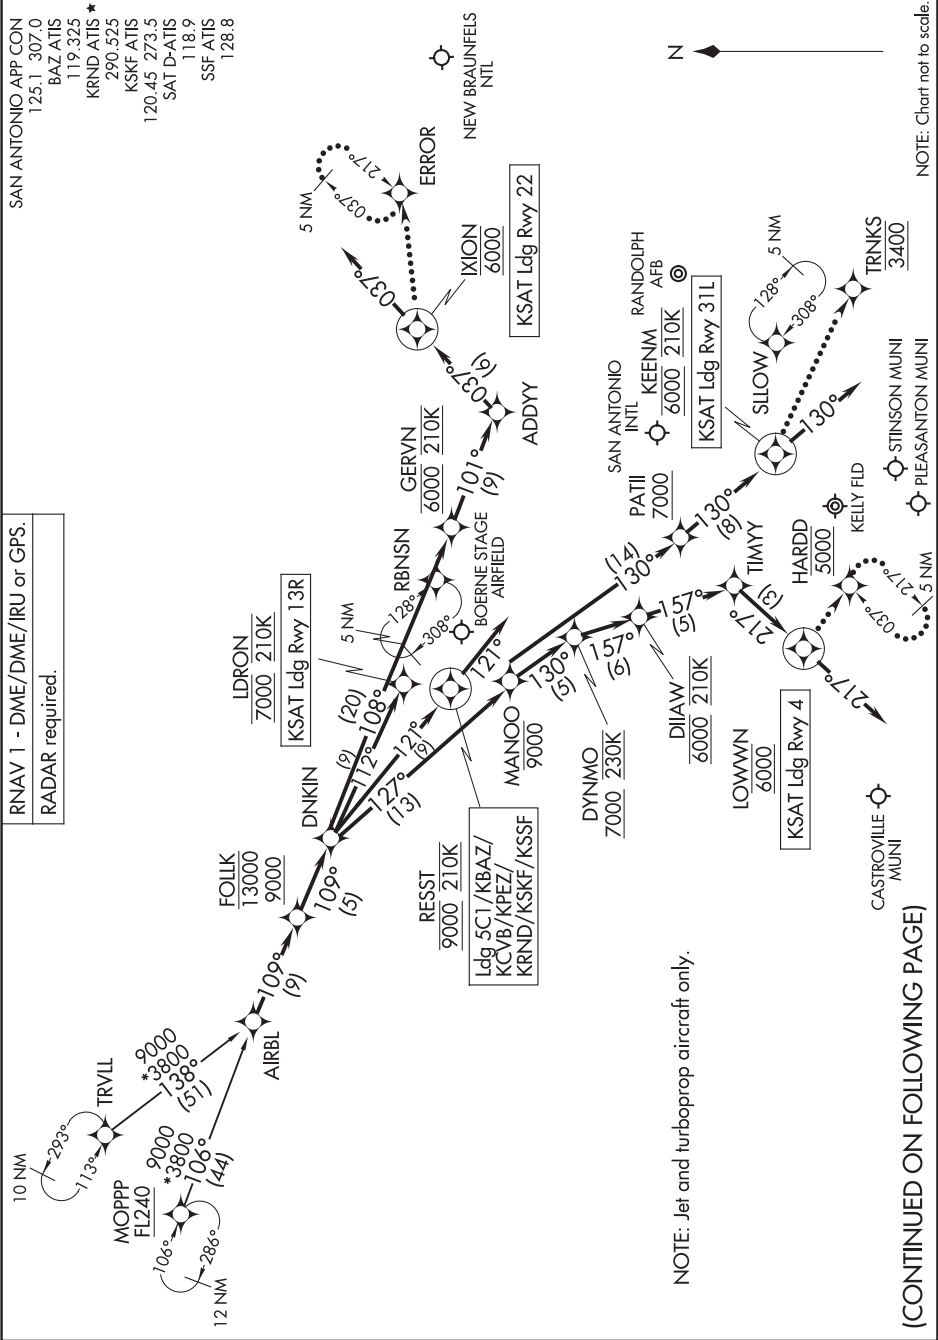 SAN ANTONIO APP CON
125.1 307.0
BAZ ATIS
119.325
KRND ATIS ★
290.525
KSKF ATIS
120.45 273.5
SAT D-ATIS
118.9
SSF ATIS
128.8
RNAV 1 - DME/DME/IRU or GPS.
RADAR required.
NEW BRAUNFELS
NTL
N
NOTE: Chart not to scale.
10 NM
293°
113°
TRVLL
9000
*3800
138°
(51)
MOPPP
FL240
106°
286°
12 NM
9000
*3800
106°
(44)
AIRBL
109°
(9)
FOLLK
13000
9000
109°
(5)
DNKIN
LDRON
7000 210K
KSAT Ldg Rwy 13R
(20)
108°
(9)
112°
121°
(9)
127°
(13)
5 NM
128°
308°
RBNSN
GERVN
6000 210K
101°
(9)
ADDYY
037°
(6)
IXION
6000
KSAT Ldg Rwy 22
037°
5 NM
037°
217°
ERROR
BOERNE STAGE
AIRFIELD
121°
RESST
9000 210K
Ldg 5C1/KBAZ/
KCVB/KPEZ/
KRND/KSKF/KSSF
MANOO
9000
130°
(5)
(14)
130°
DYNMO
7000 230K
157°
(6)
DIIAW
6000 210K
157°
(5)
TIMYY
217°
(3)
LOWWN
6000
KSAT Ldg Rwy 4
217°
HARDD
5000
037°
217°
5 NM
PATII
7000
130°
(8)
SAN ANTONIO
INTL
KEENM
6000 210K
KSAT Ldg Rwy 31L
RANDOLPH
AFB
130°
SLLOW
128°
308°
5 NM
TRNKS
3400
KELLY FLD
STINSON MUNI
PLEASANTON MUNI
CASTROVILLE
MUNI
NOTE: Jet and turboprop aircraft only.
(CONTINUED ON FOLLOWING PAGE)